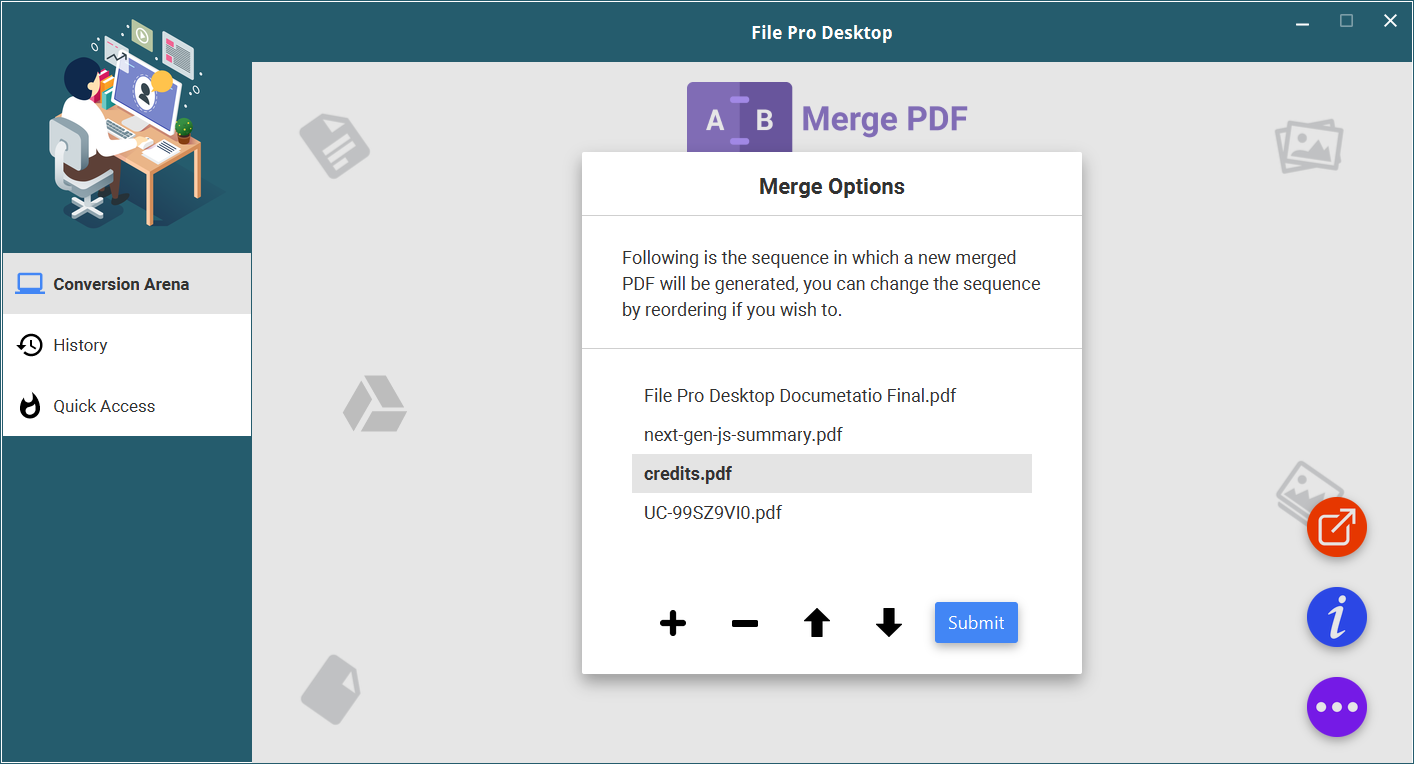 File Pro Desktop
A B Merge PDF
Conversion Arena
History
Quick Access
Merge Options
Following is the sequence in which a new merged
PDF will be generated, you can change the sequence
by reordering if you wish to.
File Pro Desktop Documetatio Final.pdf
next-gen-js-summary.pdf
credits.pdf
UC-99SZ9VI0.pdf
Submit
i